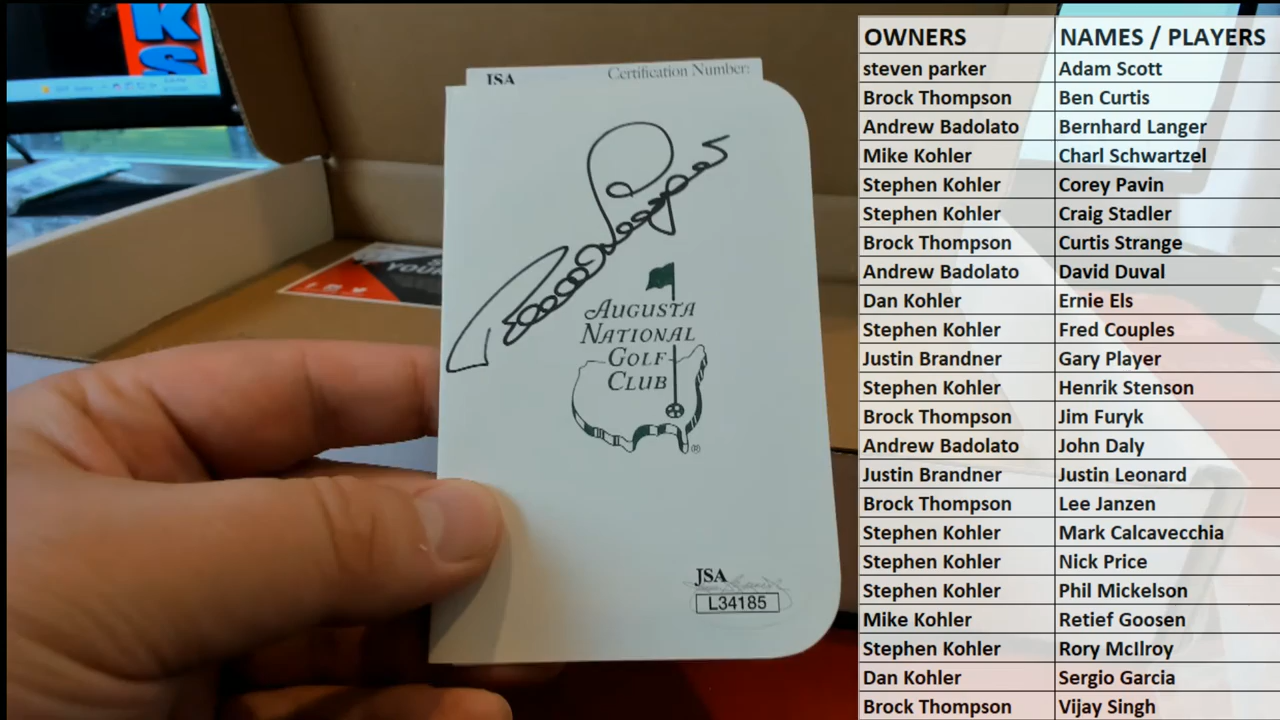 KS
JSA Certification Number:
AUGUSTA
NATIONAL
GOLF
CLUB
®
JSA
L34185
OWNERS NAMES / PLAYERS
steven parker Adam Scott
Brock Thompson Ben Curtis
Andrew Badolato Bernhard Langer
Mike Kohler Charl Schwartzel
Stephen Kohler Corey Pavin
Stephen Kohler Craig Stadler
Brock Thompson Curtis Strange
Andrew Badolato David Duval
Dan Kohler Ernie Els
Stephen Kohler Fred Couples
Justin Brandner Gary Player
Stephen Kohler Henrik Stenson
Brock Thompson Jim Furyk
Andrew Badolato John Daly
Justin Brandner Justin Leonard
Brock Thompson Lee Janzen
Stephen Kohler Mark Calcavecchia
Stephen Kohler Nick Price
Stephen Kohler Phil Mickelson
Mike Kohler Retief Goosen
Stephen Kohler Rory McIlroy
Dan Kohler Sergio Garcia
Brock Thompson Vijay Singh